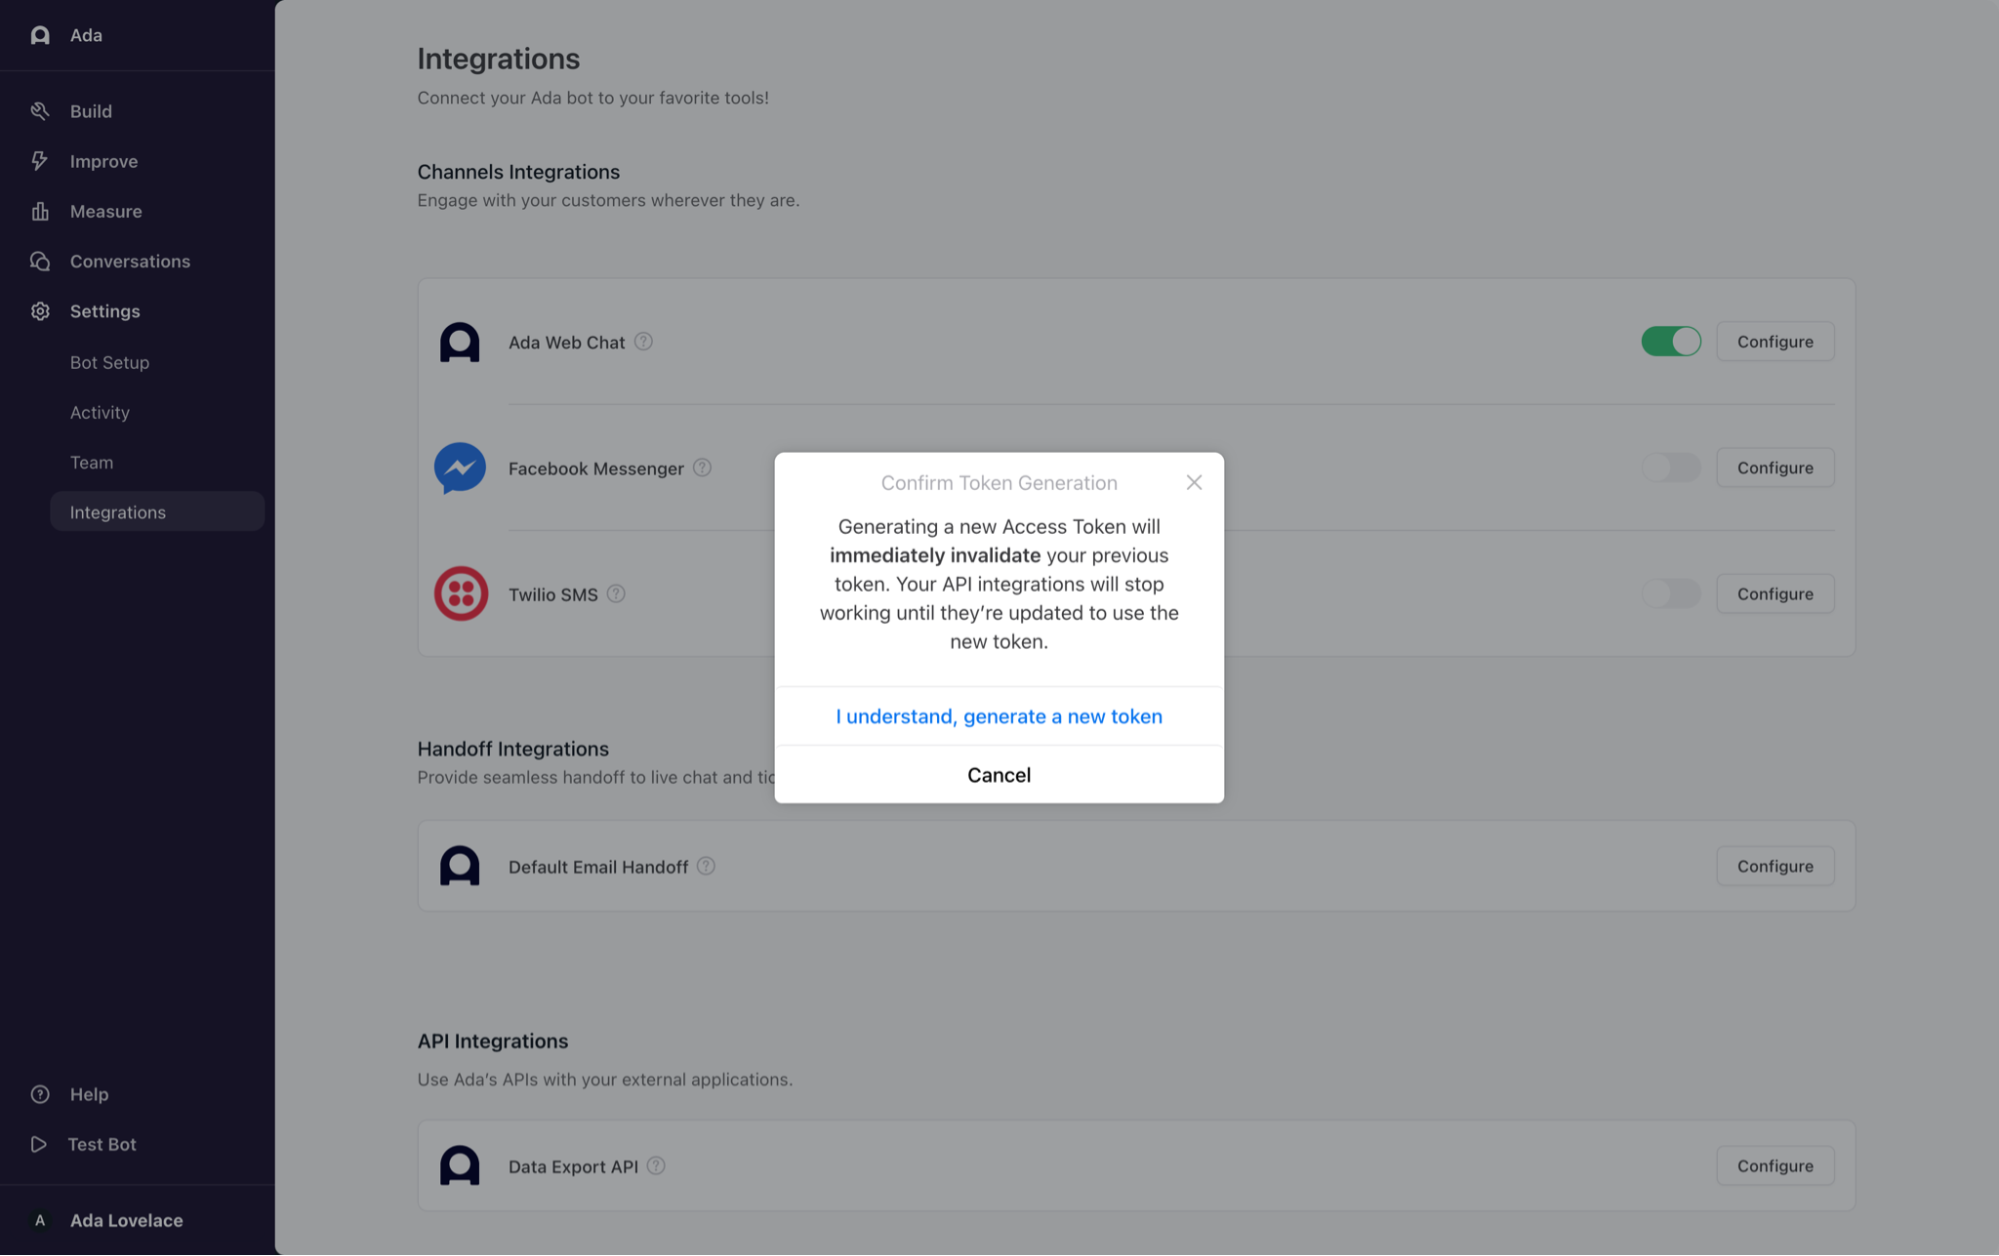 Ada
Build
Improve
Measure
Conversations
Settings
Bot Setup
Activity
Team
Integrations
Help
Test Bot
A Ada Lovelace
Integrations
Connect your Ada bot to your favorite tools!
Channels Integrations
Engage with your customers wherever they are.
Ada Web Chat ? Configure
Facebook Messenger ? Configure
Twilio SMS ? Configure
Confirm Token Generation
Generating a new Access Token will
immediately invalidate your previous
token. Your API integrations will stop
working until they’re updated to use the
new token.
I understand, generate a new token
Cancel
Handoff Integrations
Provide seamless handoff to live chat and
Default Email Handoff ? Configure
API Integrations
Use Ada’s APIs with your external applications.
Data Export API ? Configure